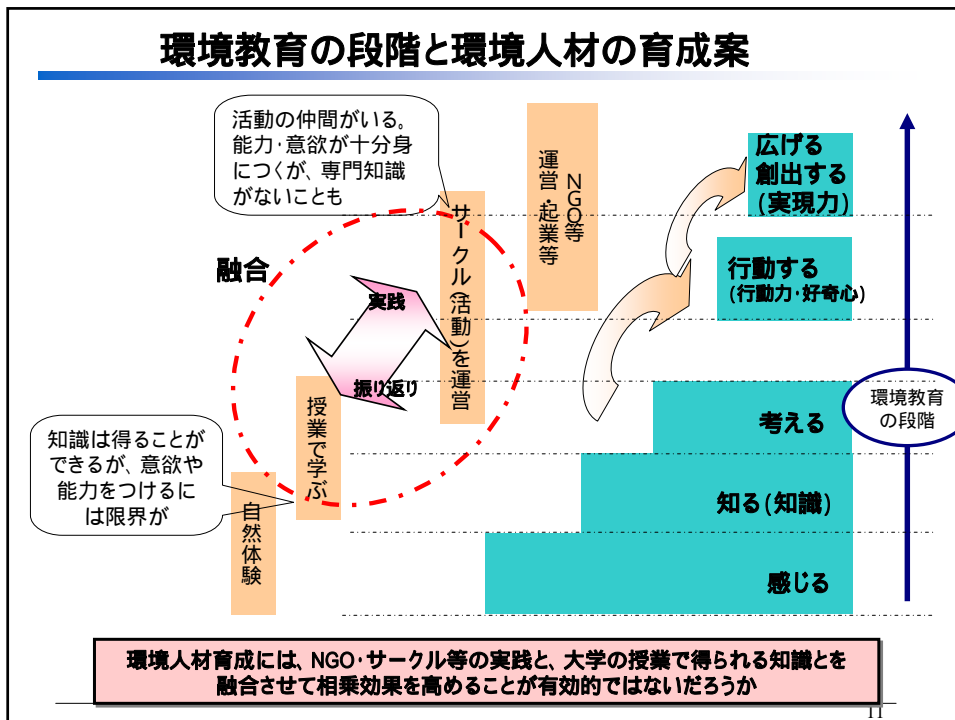 環境教育の段階と環境人材の育成案
活動の仲間がいる。
能力・意欲が十分身
につくが、専門知識
がないことも
融合
実践
振り返り
知識は得ることが
できるが、意欲や
能力をつけるに
は限界が
自然体験
授業で学ぶ
サークル(活動)を運営
NGO等
運営・起業等
広げる
創出する
(実現力)
行動する
(行動力・好奇心)
考える
知る(知識)
感じる
環境教育
の段階
環境人材育成には、NGO・サークル等の実践と、大学の授業で得られる知識とを
融合させて相乗効果を高めることが有効的ではないだろうか
11